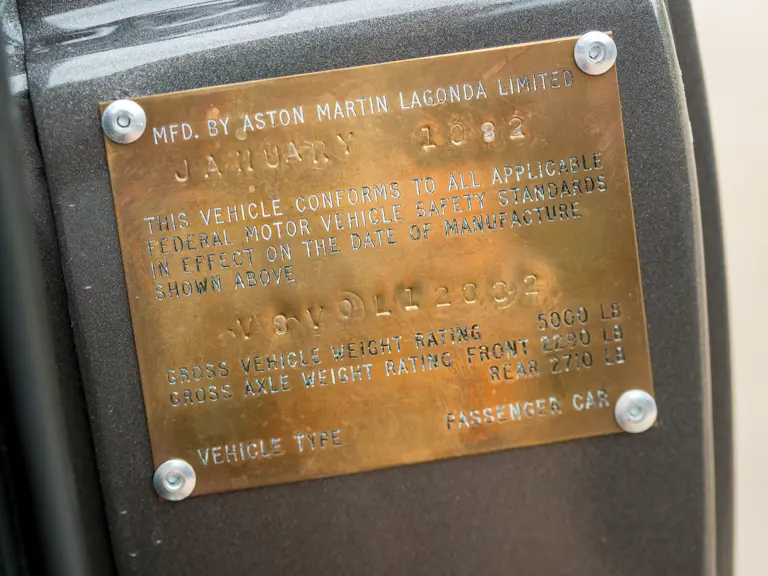 MFD. BY ASTON MARTIN LAGONDA LIMITED
JANUARY 1982
THIS VEHICLE CONFORMS TO ALL APPLICABLE
FEDERAL MOTOR VEHICLE SAFETY STANDARDS
IN EFFECT ON THE DATE OF MANUFACTURE
SHOWN ABOVE
V8VOL12302
GROSS VEHICLE WEIGHT RATING 5000 LB
GROSS AXLE WEIGHT RATING FRONT 2290 LB
REAR 2710 LB
VEHICLE TYPE PASSENGER CAR